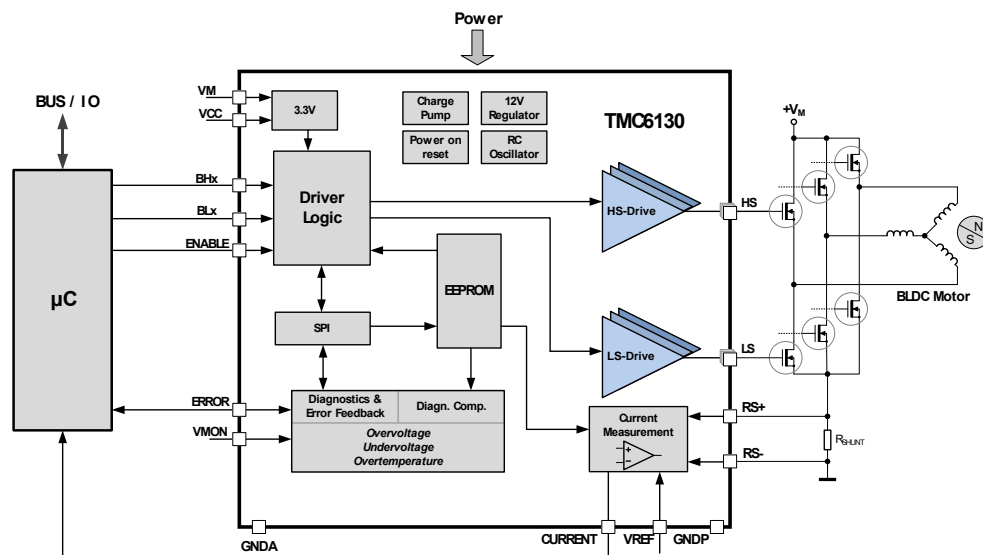 Power
BUS / IO
µC
VM
VCC
BHx
BLx
ENABLE
ERROR
VMON
3.3V
Charge
Pump
12V
Regulator
Power on
reset
RC
Oscillator
TMC6130
Driver
Logic
EEPROM
SPI
Diagnostics &
Error Feedback
Diagn. Comp.
Overvoltage
Undervoltage
Overtemperature
HS-Drive
LS-Drive
Current
Measurement
+
−
HS
LS
RS+
RS-
+VM
N
S
BLDC Motor
RSHUNT
GNDA
CURRENT
VREF
GNDP